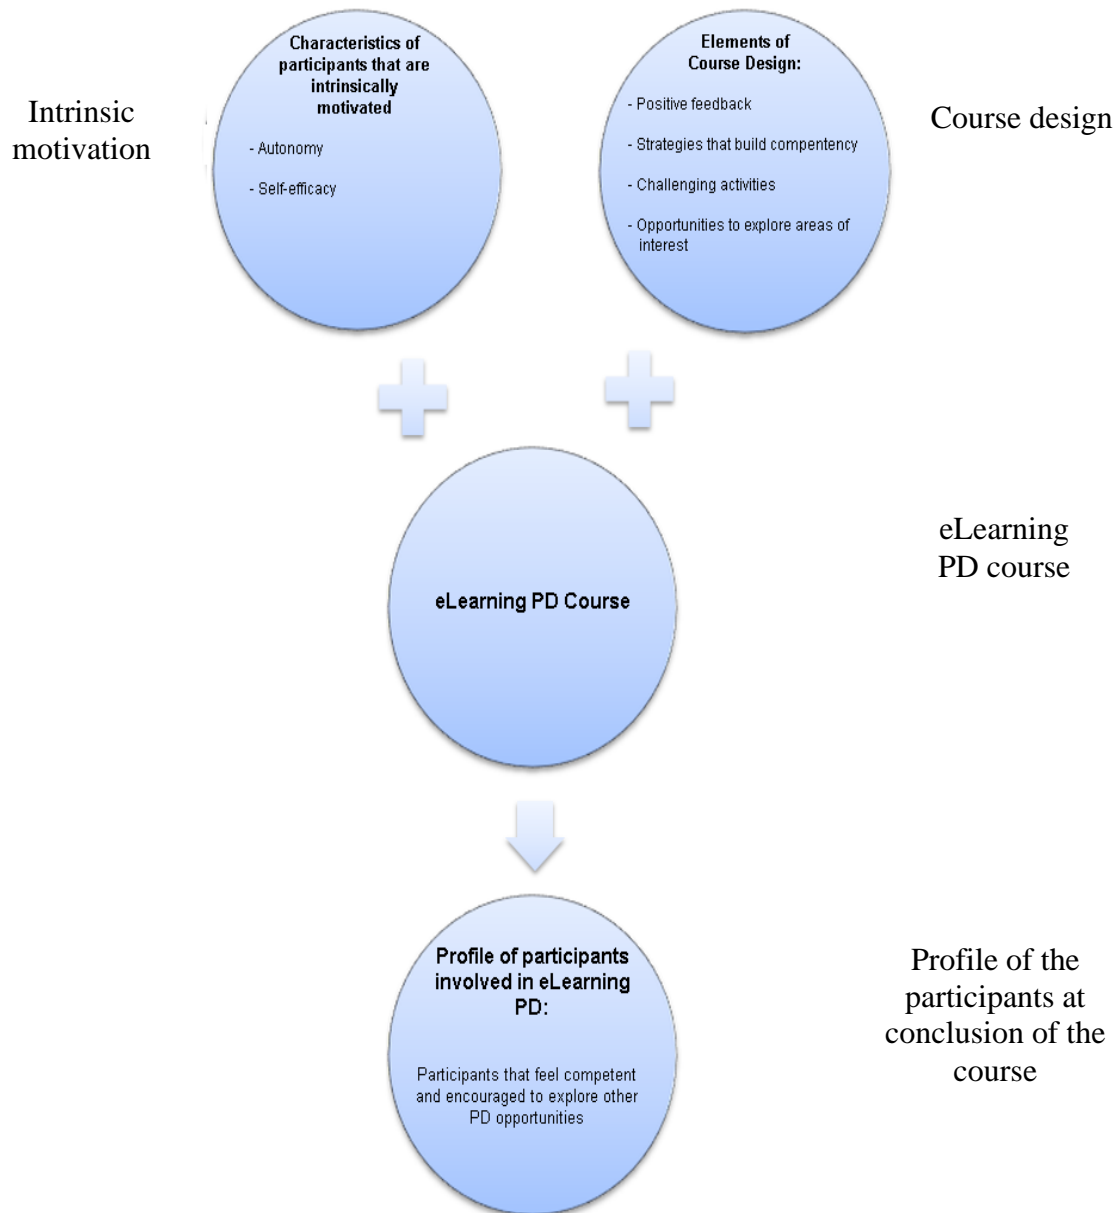 Intrinsic
motivation
Characteristics of
participants that are
intrinsically
motivated
- Autonomy
- Self-efficacy
Elements of
Course Design:
- Positive feedback
- Strategies that build compentency
- Challenging activities
- Opportunities to explore areas of
interest
Course design
eLearning PD Course
eLearning
PD course
Profile of participants
involved in eLearning
PD:
Participants that feel competent
and encouraged to explore other
PD opportunities
Profile of the
participants at
conclusion of the
course